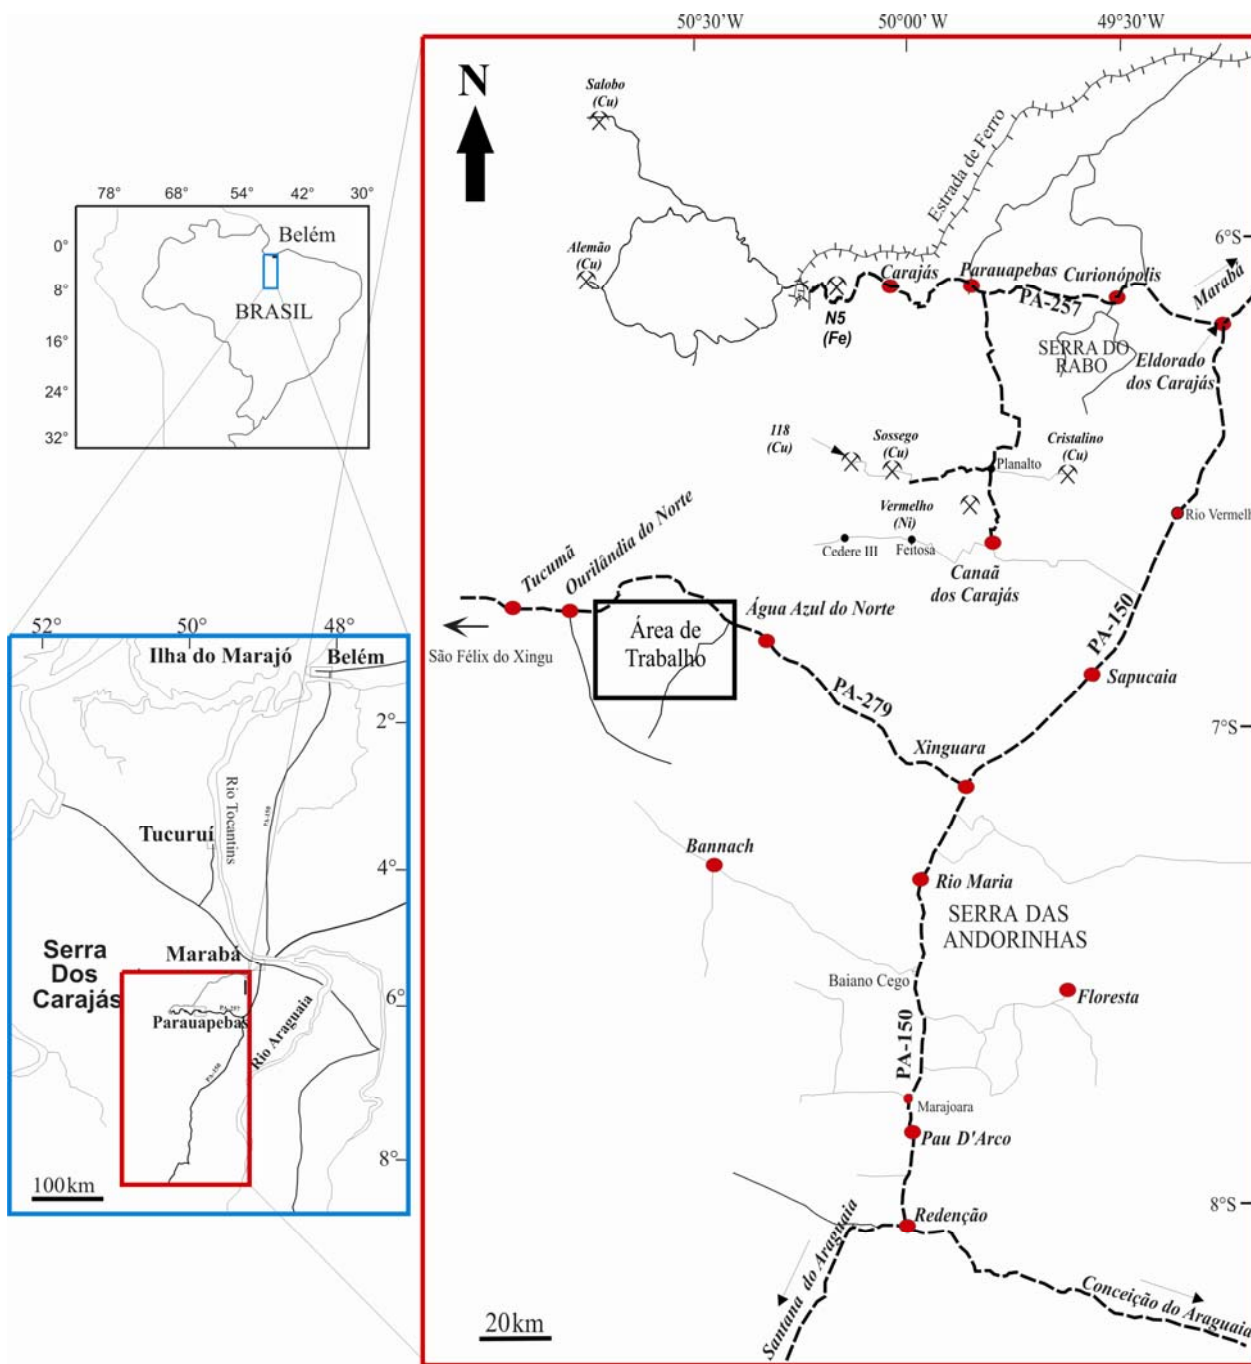 50°30'W
50°00'W
49°30'W
N
Salobo
(Cu)
Estrada de Ferro
6°S
Alemão
(Cu)
Carajás
Parauapebas
Curionópolis
Marabá
PA-257
N5
(Fe)
SERRA DO
RABO
Eldorado
dos Carajás
118
(Cu)
Sossego
(Cu)
Cristalino
(Cu)
Planalto
Vermelho
(Ni)
Rio Vermelh
Cedere III
Feitosa
Canaã
dos Carajás
Tucumã
Ourilândia do Norte
Água Azul do Norte
Área de
Trabalho
São Félix do Xingu
PA-150
Sapucaia
PA-279
7°S
Xinguara
Bannach
Rio Maria
SERRA DAS
ANDORINHAS
Baiano Cego
Floresta
PA-150
Marajoara
Pau D'Arco
8°S
Redenção
Santana do Araguaia
Conceição do Araguaia
20km
78°
68°
54°
42°
30°
0°
8°
16°
24°
32°
Belém
BRASIL
52°
50°
48°
Ilha do Marajó
Belém
2°
Rio Tocantins
PA-150
Tucuruí
4°
Marabá
Serra
Dos
Carajás
6°
PA-257
Parauapebas
Rio Araguaia
PA-150
8°
100km